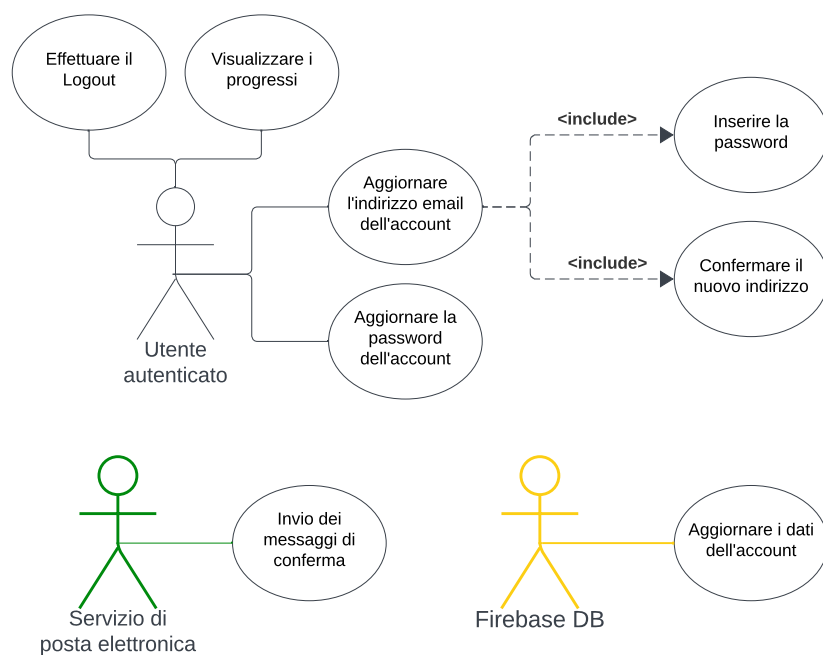 Effettuare il
Logout
Visualizzare i
progressi
<include>
Inserire la
password
Aggiornare
l'indirizzo email
dell'account
<include>
Confermare il
nuovo indirizzo
Aggiornare la
password
dell'account
Utente
autenticato
Invio dei
messaggi di
conferma
Aggiornare i dati
dell'account
Servizio di
posta elettronica
Firebase DB